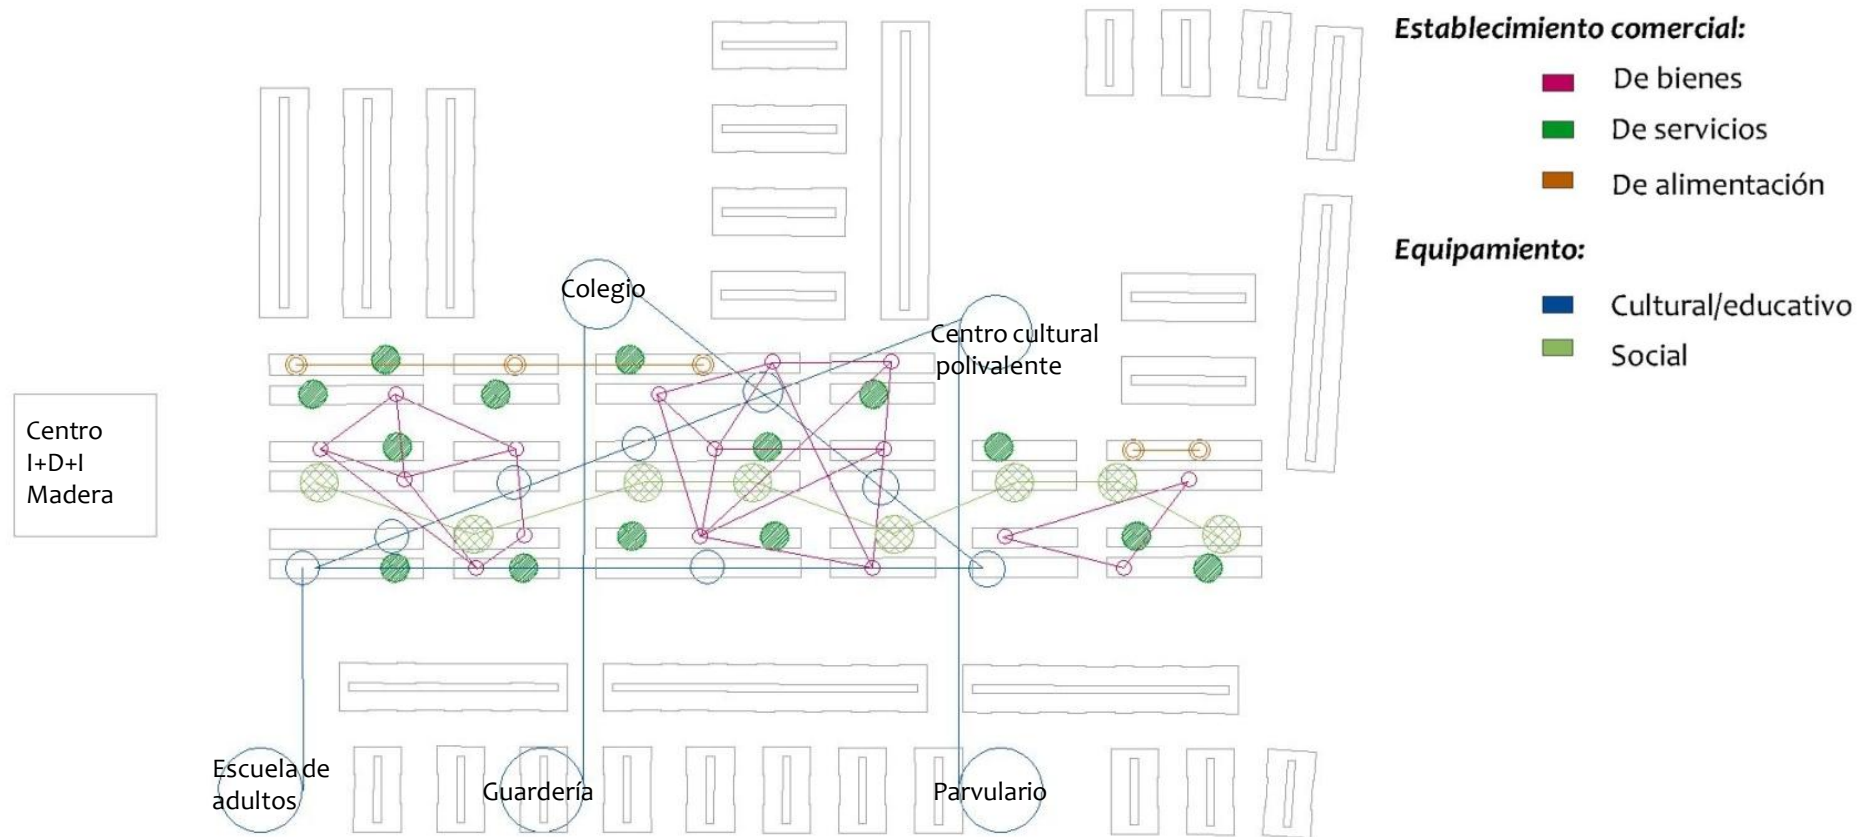 Establecimiento comercial:
De bienes
De servicios
De alimentación
Equipamiento:
Cultural/educativo
Social
Colegio
Centro cultural
polivalente
Centro
I+D+I
Madera
Escuela de
adultos
Guardería
Parvulario